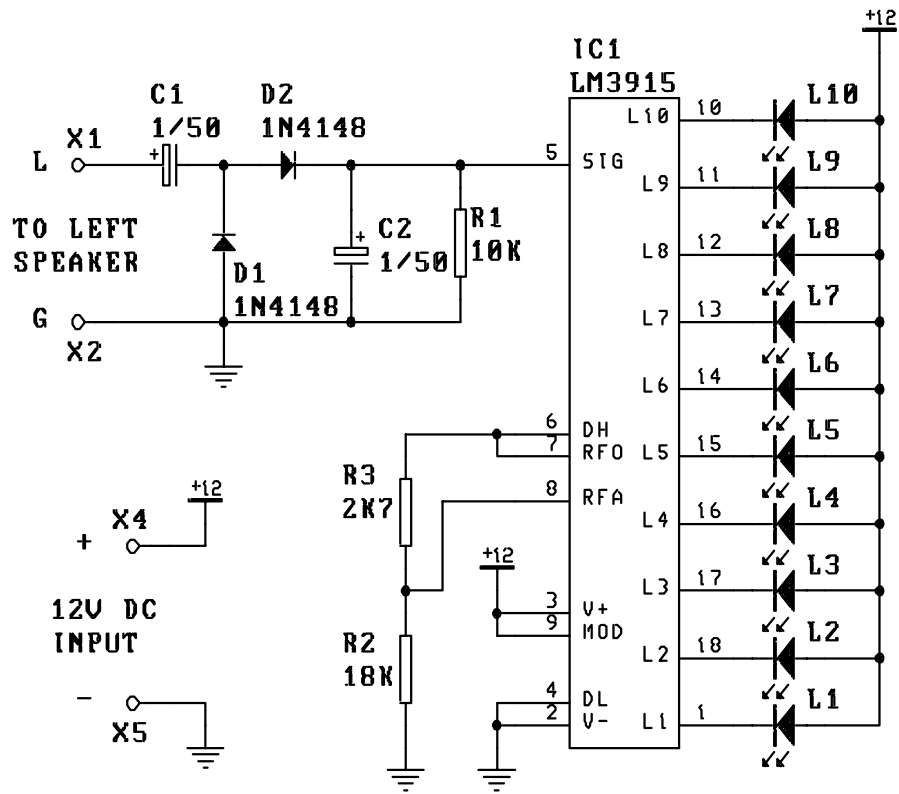 +12
IC1
LM3915
C1
1/50
D2
1N4148
X1
L
+
5
SIG
L10
10
L10
L9
11
L9
TO LEFT
SPEAKER
D1
1N4148
+
C2
1/50
R1
10K
L8
12
L8
G
X2
L7
13
L7
L6
14
L6
6
DH
7
RFO
L5
15
L5
R3
2K7
8
RFA
L4
16
L4
+12
X4
+
+12
12V DC
INPUT
3
V+
9
MOD
L3
17
L3
R2
18K
L2
18
L2
-
X5
4
DL
2
V-
L1
1
L1